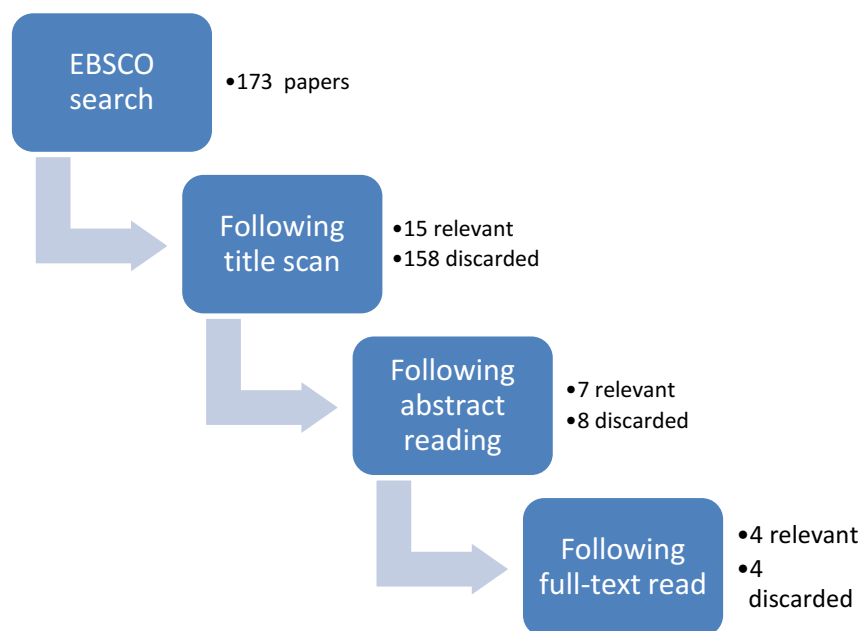 EBSCO
search
•173  papers
Following
title scan
•15 relevant
•158 discarded
Following
abstract
reading
•7 relevant
•8 discarded
Following
full-text read
•4 relevant
•4
discarded